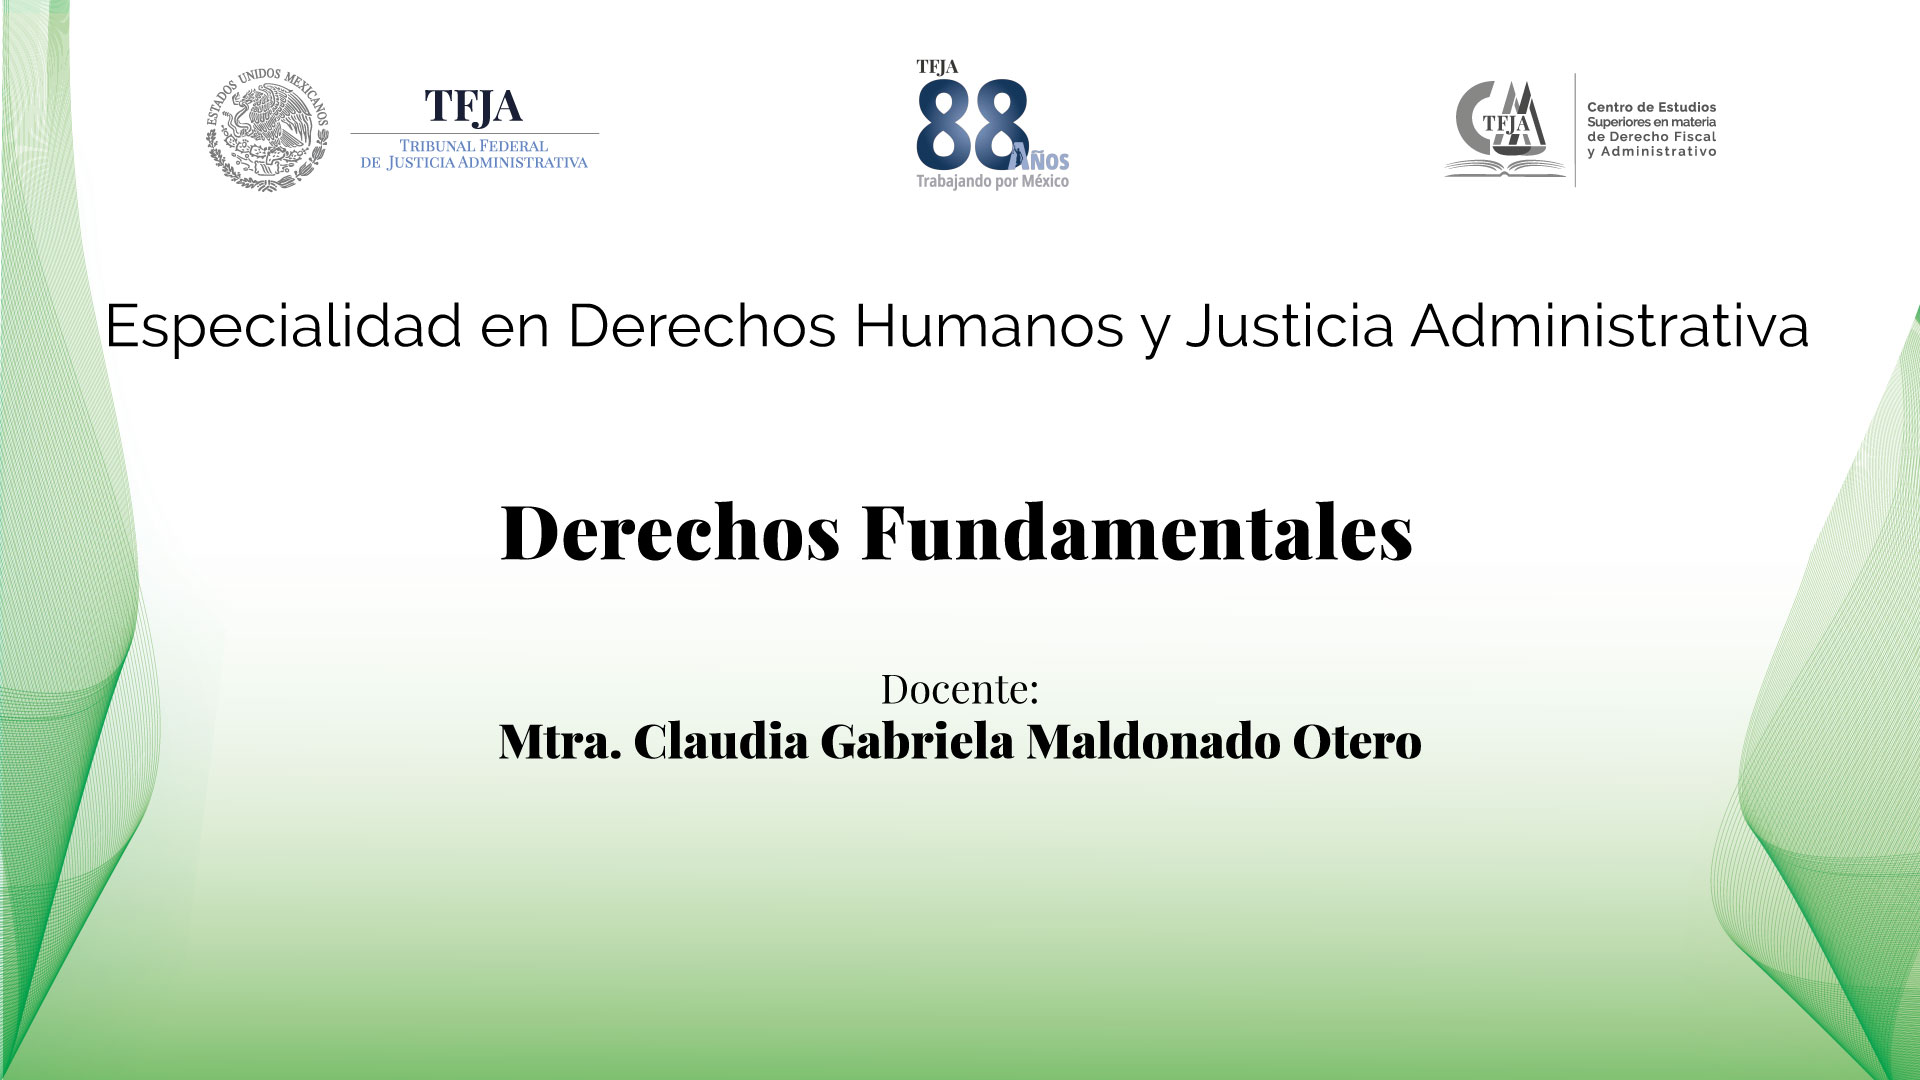 ESTADOS UNIDOS MEXICANOS
TFJA
TRIBUNAL FEDERAL
DE JUSTICIA ADMINISTRATIVA
TFJA
88
Años
Trabajando por México
TFJA
Centro de Estudios
Superiores en materia
de Derecho Fiscal
y Administrativo
Especialidad en Derechos Humanos y Justicia Administrativa
Derechos Fundamentales
Docente:
Mtra. Claudia Gabriela Maldonado Otero